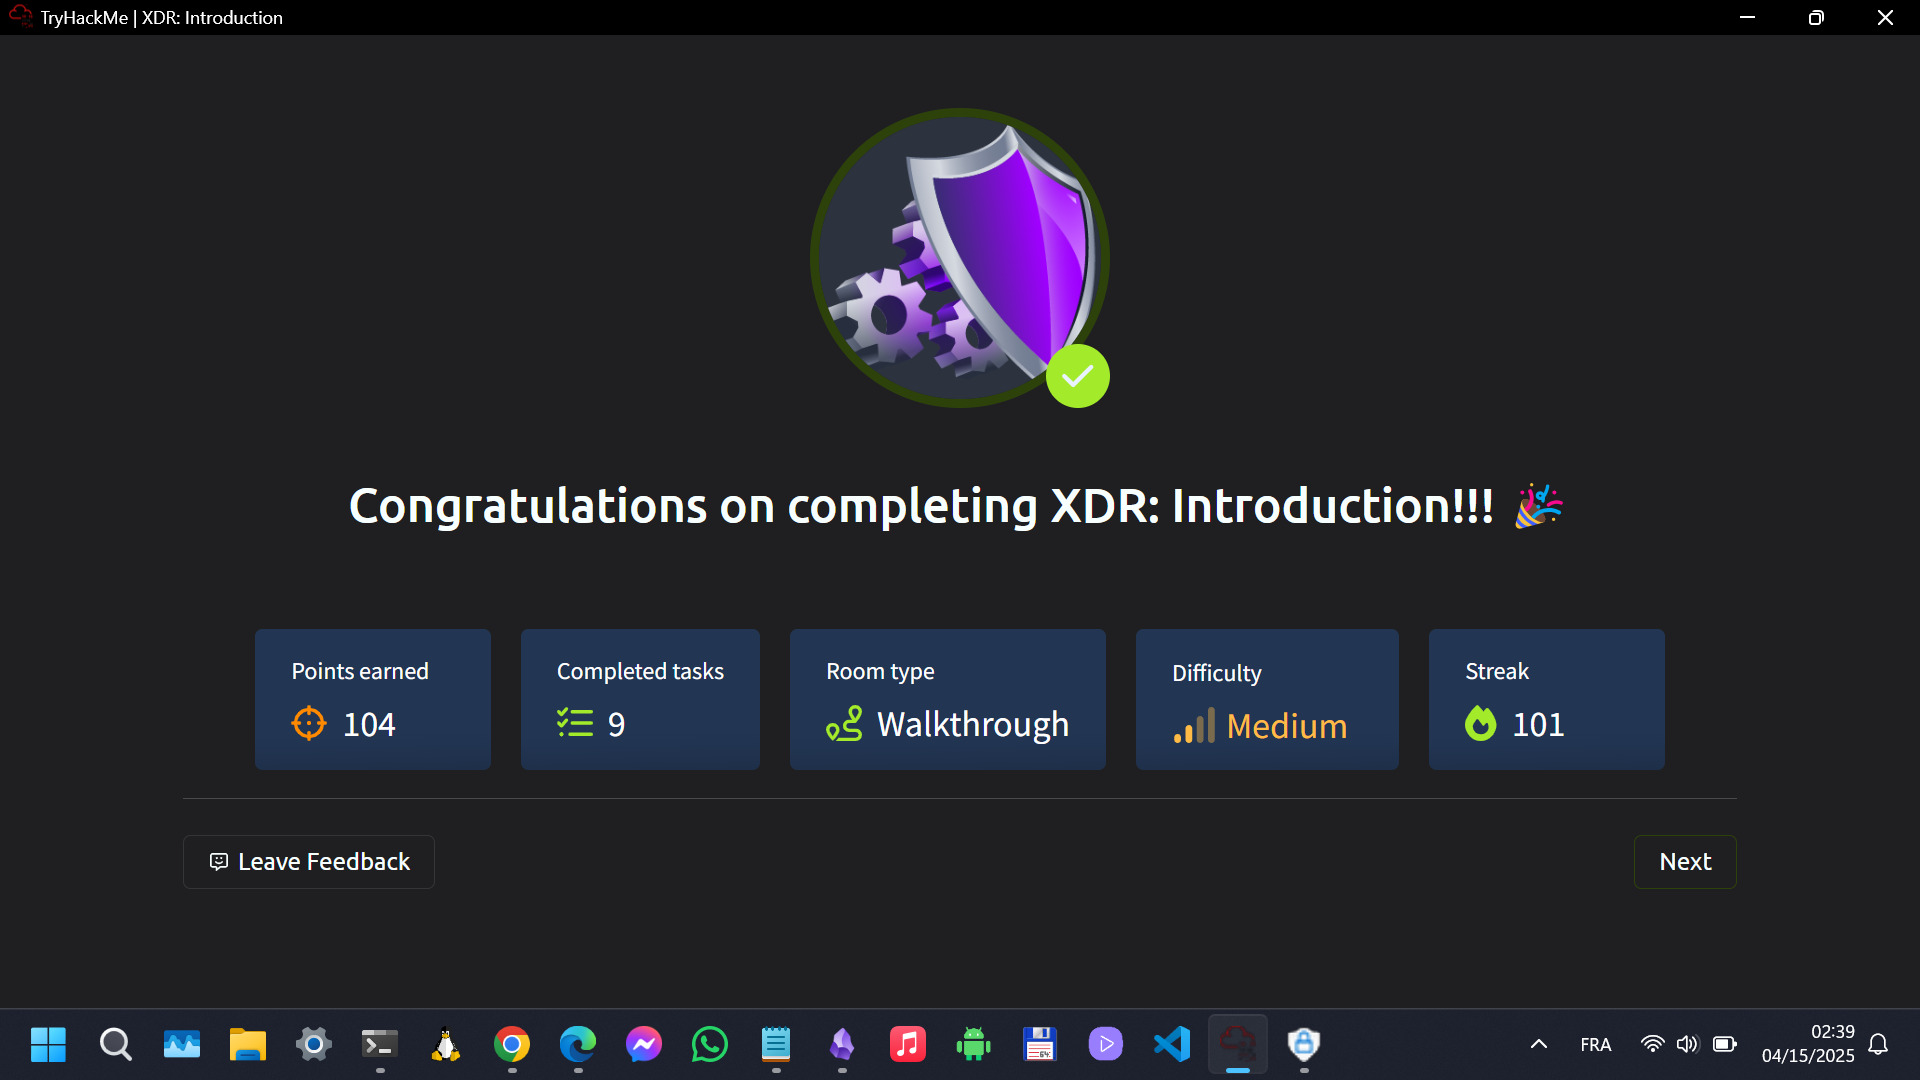 TryHackMe | XDR: Introduction
Congratulations on completing XDR: Introduction!!! 🎉
Points earned
104
Completed tasks
9
Room type
Walkthrough
Difficulty
Medium
Streak
101
Leave Feedback
Next
64
FRA
02:39
04/15/2025